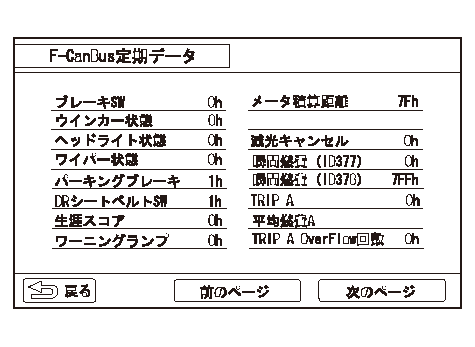 F-CanBus定期データ
ブレーキSW 0h
ウインカー状態 0h
ヘッドライト状態 0h
ワイパー状態 0h
パーキングブレーキ 1h
DRシートベルトSW 1h
生涯スコア 0h
ワーニングランプ 0h
メータ積算距離 7Fh
減光キャンセル 0h
瞬間燃費 (ID377) 0h
瞬間燃費 (ID378) 7FFh
TRIP A 0h
平均燃費A
TRIP A OverFlow回数 0h
戻る
前のページ
次のページ